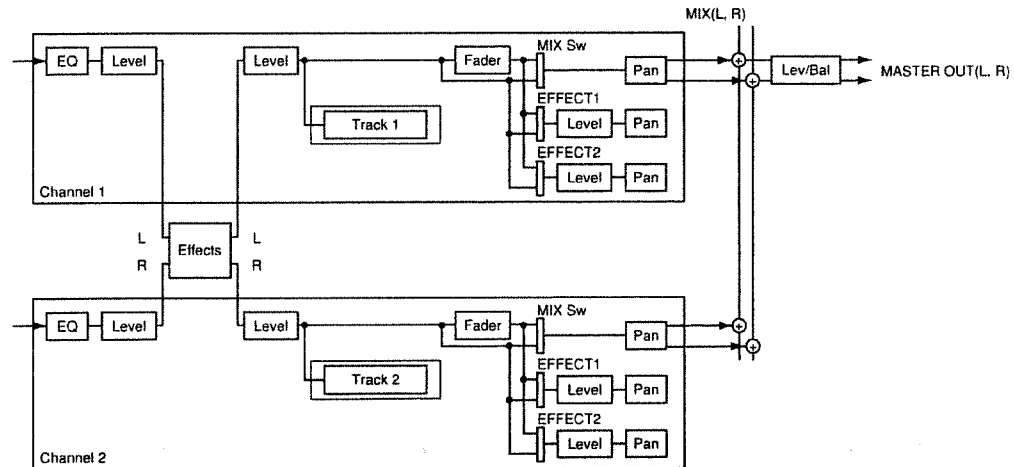 MIX(L, R)
MIX Sw
EQ
Level
Level
Fader
Pan
Lev/Bal
MASTER OUT(L, R)
EFFECT1
Track 1
Level
Pan
EFFECT2
Level
Pan
Channel 1
L
Effects
L
R
R
MIX Sw
EQ
Level
Level
Fader
Pan
EFFECT1
Track 2
Level
Pan
EFFECT2
Level
Pan
Channel 2